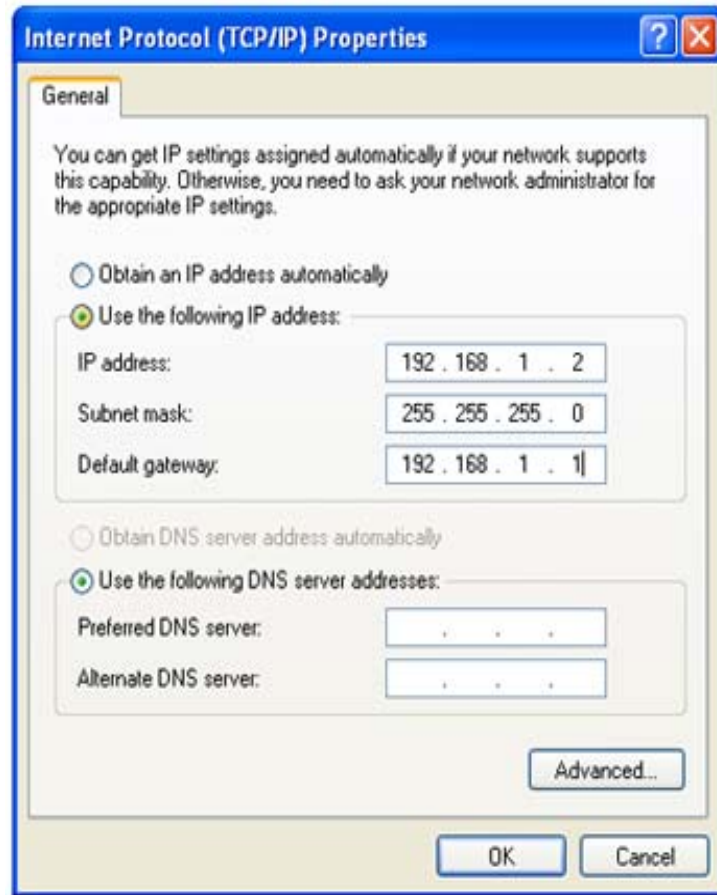 Internet Protocol (TCP/IP) Properties
General
You can get IP settings assigned automatically if your network supports
this capability. Otherwise, you need to ask your network administrator for
the appropriate IP settings.
Obtain an IP address automatically
Use the following IP address:
IP address: 192 . 168 . 1 . 2
Subnet mask: 255 . 255 . 255 . 0
Default gateway: 192 . 168 . 1 . 1
Obtain DNS server address automatically
Use the following DNS server addresses:
Preferred DNS server: . . .
Alternate DNS server: . . .
Advanced...
OK Cancel